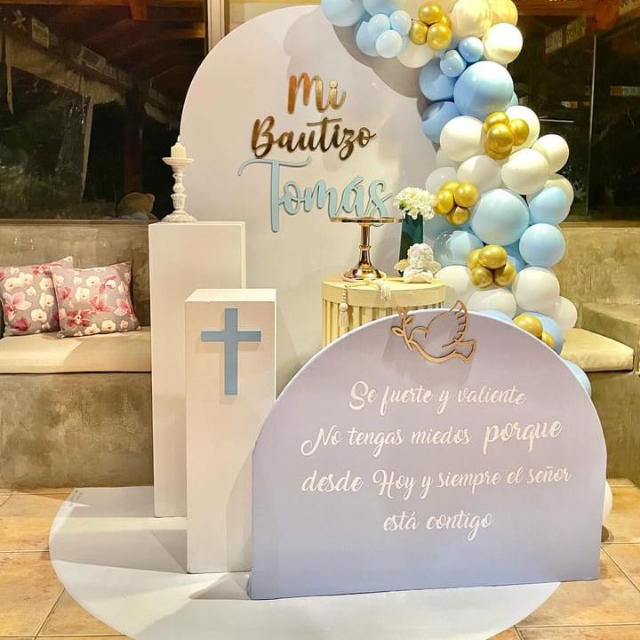 Mi
Bautizo
Tomás
Se fuerte y valiente
No tengas miedos porque
desde Hoy y siempre el señor
está contigo